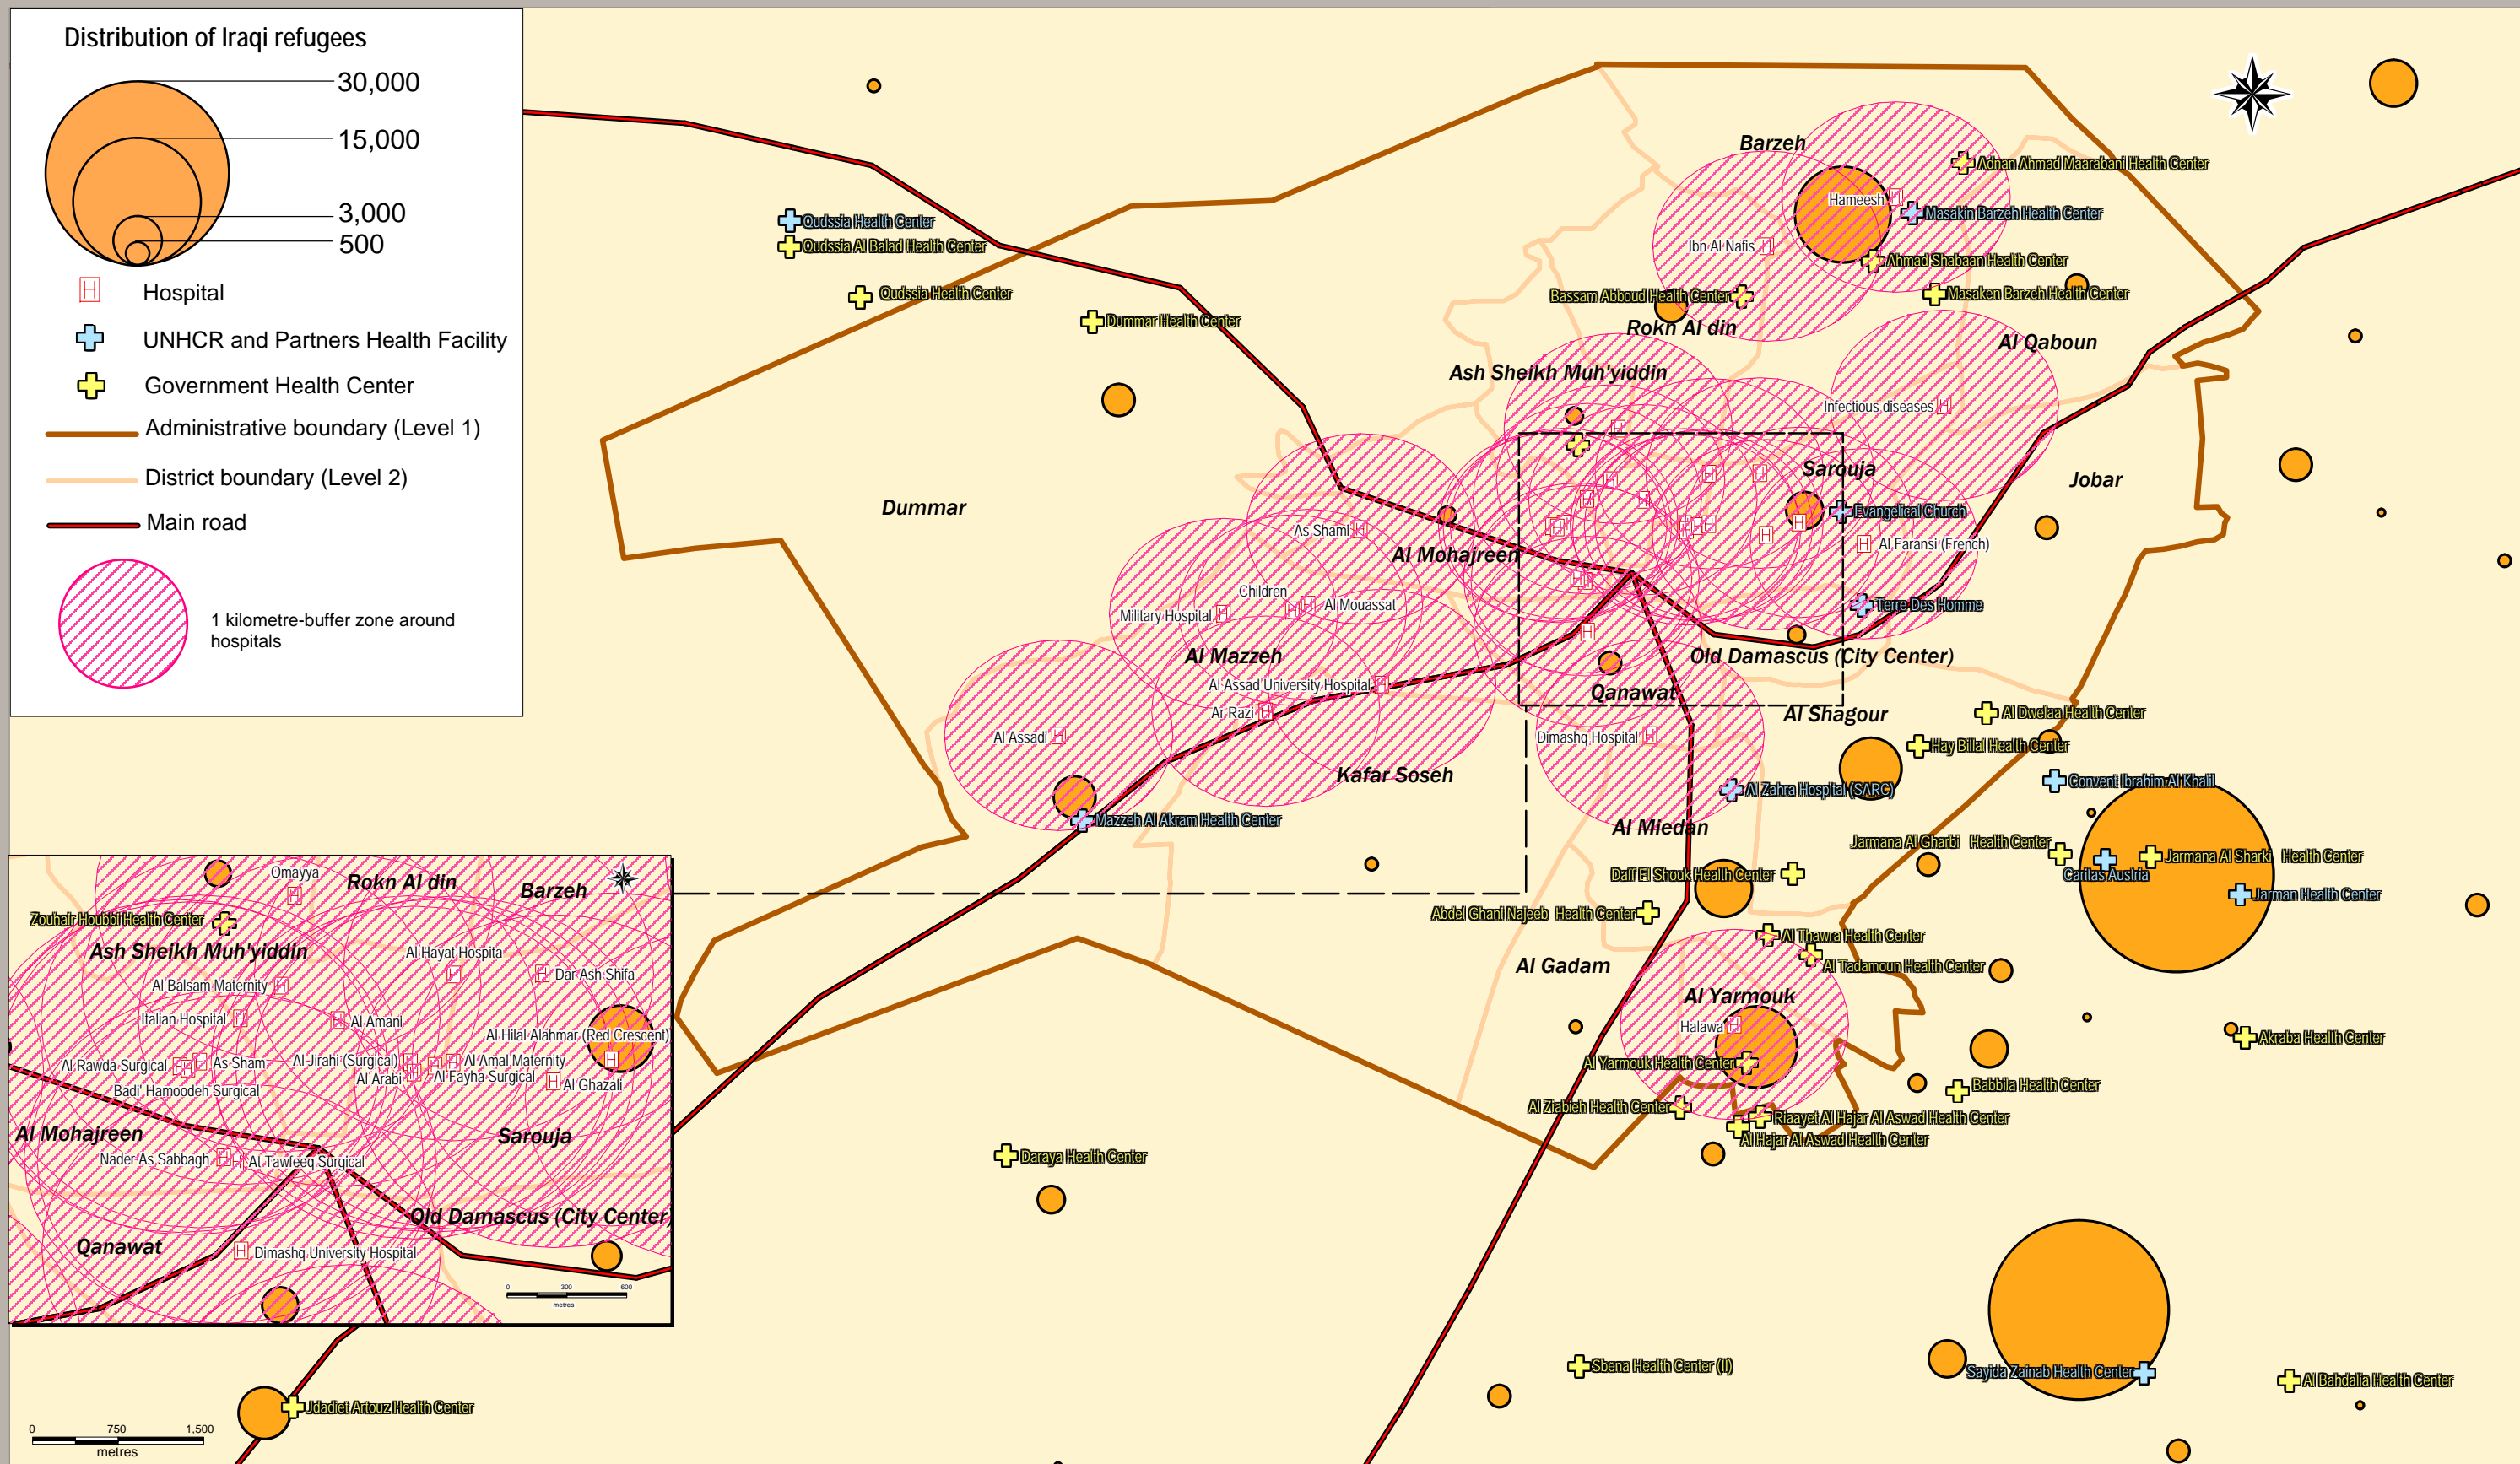 Distribution of Iraqi refugees
30,000
15,000
3,000
500
Hospital
UNHCR and Partners Health Facility
Government Health Center
Administrative boundary (Level 1)
District boundary (Level 2)
Main road
1 kilometre-buffer zone around
hospitals
Barzeh
Adnan Ahmad Maarabani Health Center
Hameesh
Masakin Barzeh Health Center
Qudssia Health Center
Qudssia Al Balad Health Center
Ibn Al Nafis
Ahmad Shabaan Health Center
Qudssia Health Center
Bassam Abboud Health Center
Masaken Barzeh Health Center
Dummar Health Center
Rokn Al din
Al Qaboun
Ash Sheikh Muh'yiddin
Infectious diseases
Sarouja
Jobar
Dummar
Evangelical Church
As Shami
Al Faransi (French)
Al Mohajreen
Children
Al Mouassat
Terre Des Homme
Military Hospital
Al Mazzeh
Old Damascus (City Center)
Al Assad University Hospital
Qanawat
Ar Razi
Al Shagour
Al Dwelaa Health Center
Al Assadi
Dimashq Hospital
Hay Billal Health Center
Kafar Soseh
Convent Ibrahim Al Khalil
Al Zahra Hospital (SARC)
Mazzeh Al Akram Health Center
Al Miedan
Jarmana Al Gharbi Health Center
Jarmana Al Sharki Health Center
Daff El Shouk Health Center
Caritas Austria
Jarman Health Center
Abdel Ghani Najeeb Health Center
Al Thawra Health Center
Al Gadam
Al Tadamoun Health Center
Al Yarmouk
Halawa
Akraba Health Center
Al Yarmouk Health Center
Babbila Health Center
Al Ziabieh Health Center
Riaayet Al Hajar Al Aswad Health Center
Al Hajar Al Aswad Health Center
Daraya Health Center
Sbena Health Center (II)
Sayida Zainab Health Center
Al Bahdalia Health Center
Jdadiet Artouz Health Center
0 750 1,500
metres
Omayya
Rokn Al din
Barzeh
Zouhair Houbbi Health Center
Ash Sheikh Muh'yiddin
Al Hayat Hospita
Dar Ash Shifa
Al Balsam Maternity
Italian Hospital
Al Amani
Al Hilal Alahmar (Red Crescent)
Al Rawda Surgical
As Sham
Al Jirahi (Surgical)
Al Amal Maternity
Al Arabi
Al Fayha Surgical
Al Ghazali
Badi' Hamoodeh Surgical
Al Mohajreen
Sarouja
Nader As Sabbagh
At Tawfeeq Surgical
Old Damascus (City Center)
Qanawat
Dimashq University Hospital
0 300 600
metres